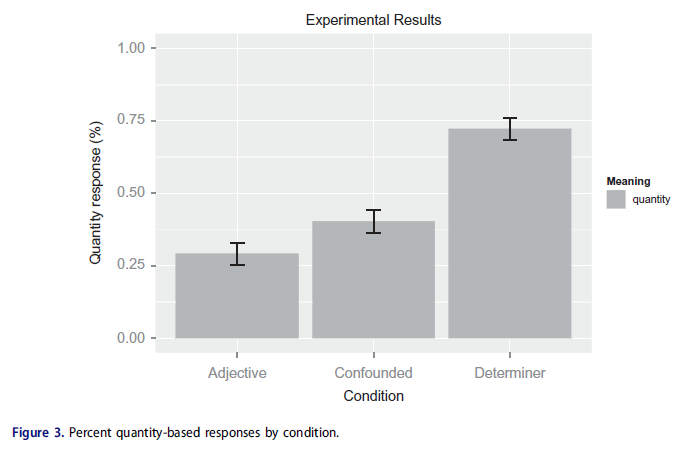 Experimental Results
1.00
0.75
0.50
0.25
0.00
Quantity response (%)
Adjective Confounded Determiner
Condition
Meaning
quantity
Figure 3. Percent quantity-based responses by condition.